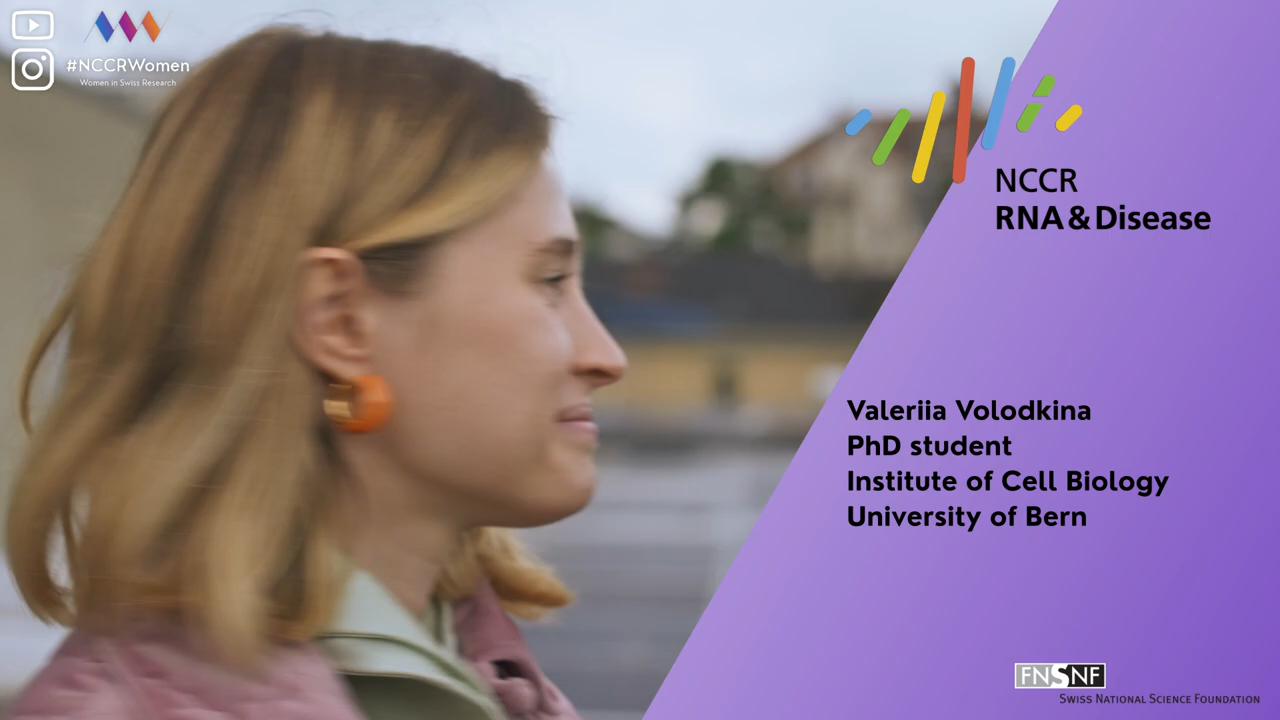 #NCCRWomen
Women in Swiss Research
NCCR
RNA & Disease
Valeriia Volodkina
PhD student
Institute of Cell Biology
University of Bern
FNSNF
Swiss National Science Foundation